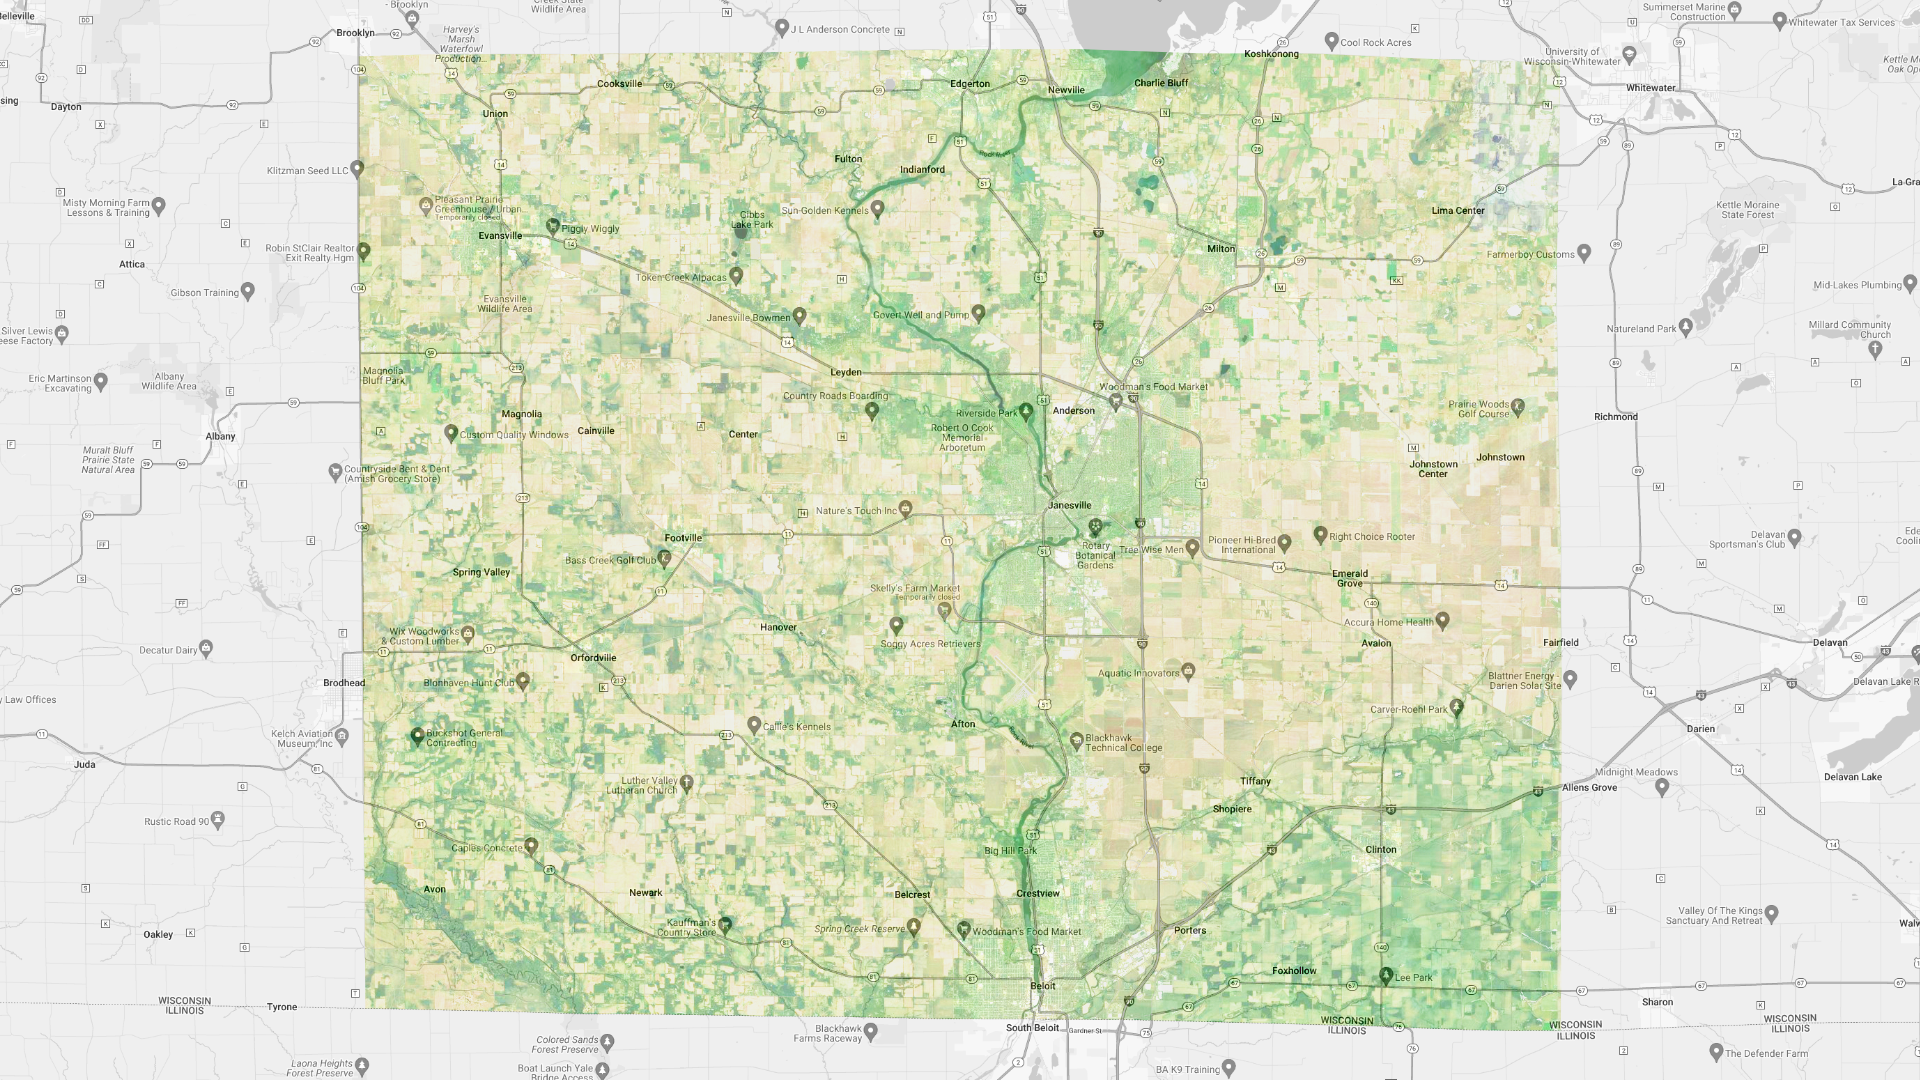 - Brooklyn
State
Wildlife Area
Belleville
Brooklyn
Harvey's
Marsh
Waterfowl
Production...
J L Anderson Concrete
Cool Rock Acres
Koshkonong
Summerset Marine
Construction
Whitewater Tax Services
University of
Wisconsin-Whitewater
Whitewater
Dayton
Cooksville
Edgerton
Newville
Charlie Bluff
Union
Klitzman Seed LLC
Fulton
Indianford
Rock River
La Gra
Misty Morning Farm
Lessons & Training
Pleasant Prairie
Greenhouse/Urban
Temporarily closed
Gibbs
Lake Park
Sun-Golden Kennels
Lima Center
Kettle Moraine
State Forest
Piggly Wiggly
Evansville
Robin StClair Realtor
Exit Realty Hgm
Attica
Token Creek Alpacas
Milton
Farmerboy Customs
Gibson Training
Evansville
Wildlife Area
Mid-Lakes Plumbing
Silver Lewis
Janesville Bowmen
Govert Well and Pump
Natureland Park
Millard Community
Church
Eric Martinson
Excavating
Albany
Wildlife Area
Magnolia
Bluff Park
Leyden
Country Roads Boarding
Woodman's Food Market
Magnolia
Riverside Park
Anderson
Prairie Woods
Golf Course
Richmond
Albany
Custom Quality Windows
Cainville
Center
Robert O Cook
Memorial
Arboretum
Muralt Bluff
Prairie State
Natural Area
Countryside Bent & Dent
(Amish Grocery Store)
Johnstown
Center
Johnstown
Nature's Touch Inc
Janesville
Footville
Rotary
Botanical
Gardens
Tree Wise Men
Pioneer Hi-Bred
International
Right Choice Rooter
Delavan
Sportsman's Club
Bass Creek Golf Club
Spring Valley
Emerald
Grove
Skelly's Farm Market
Temporarily closed
Wix Woodworks
& Custom Lumber
Hanover
Soggy Acres Retrievers
Accura Home Health
Avalon
Fairfield
Delavan
Decatur Dairy
Orfordville
Brodhead
Blonhaven Hunt Club
Aquatic Innovators
Blattner Energy -
Darien Solar Site
Delavan Lake R
y Law Offices
Carver-Roehl Park
Kelch Aviation
Museum, Inc
Buckshot General
Contracting
Callie's Kennels
Afton
Blackhawk
Technical College
Darien
Juda
Luther Valley
Lutheran Church
Tiffany
Midnight Meadows
Allens Grove
Delavan Lake
Shopiere
Rustic Road 90
Caples Concrete
Big Hill Park
Clinton
Avon
Newark
Belcrest
Crestview
Kauffman's
Country Store
Spring Creek Reserve
Woodman's Food Market
Porters
Valley Of The Kings
Sanctuary And Retreat
Oakley
Foxhollow
Lee Park
Beloit
WISCONSIN
ILLINOIS
Tyrone
Sharon
South Beloit
Gardner St
WISCONSIN
ILLINOIS
WISCONSIN
ILLINOIS
WISCONSIN
ILLINOIS
Blackhawk
Farms Raceway
Colored Sands
Forest Preserve
Laona Heights
Forest Preserve
Boat Launch Yale
Bridge Access
BA K9 Training
The Defender Farm